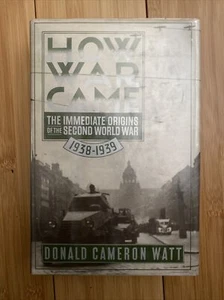 HOW
WAR
CAME
THE IMMEDIATE ORIGINS
OF THE SECOND WORLD WAR
1938-1939
DONALD CAMERON WATT